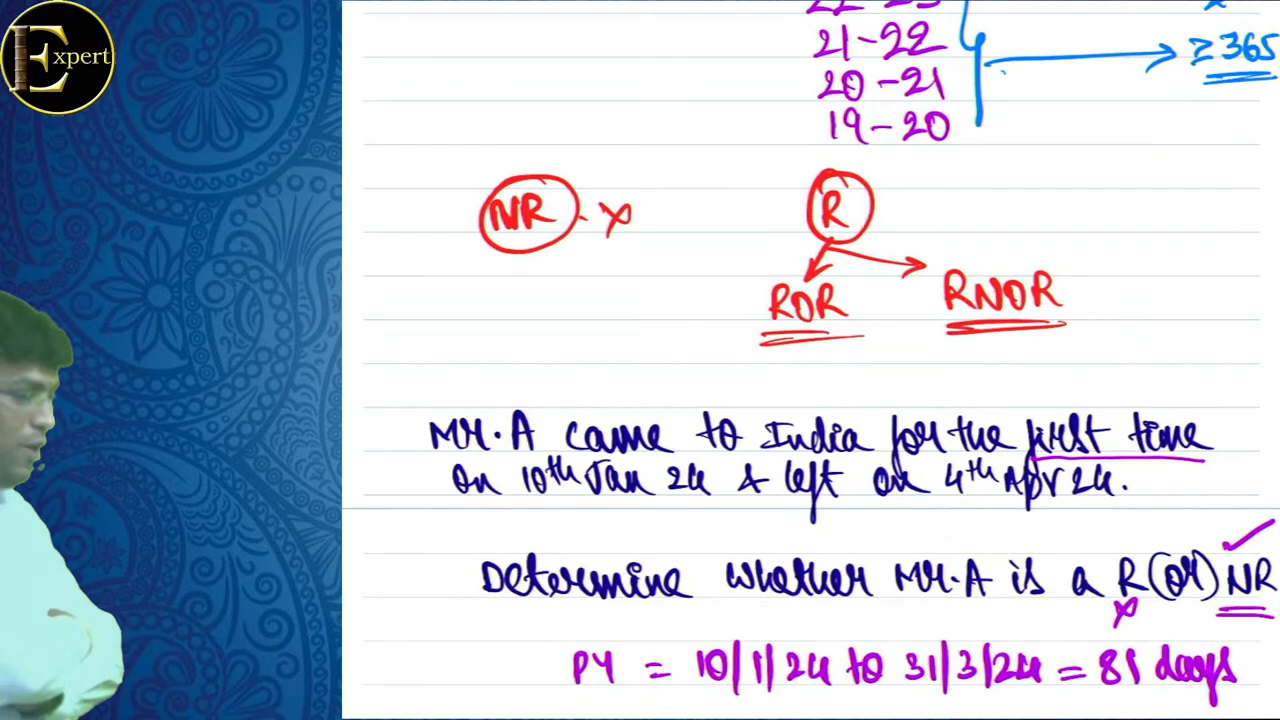 Expert
21-22
≥365
20-21
19-20
NR x
R
ROR
RNOR
Mr. A came to India for the first time
on 10th Jan 24 & left on 4th Apr 24.
Determine whether Mr. A is a R (or) NR
PY = 10/1/24 to 31/3/24 = 81 days